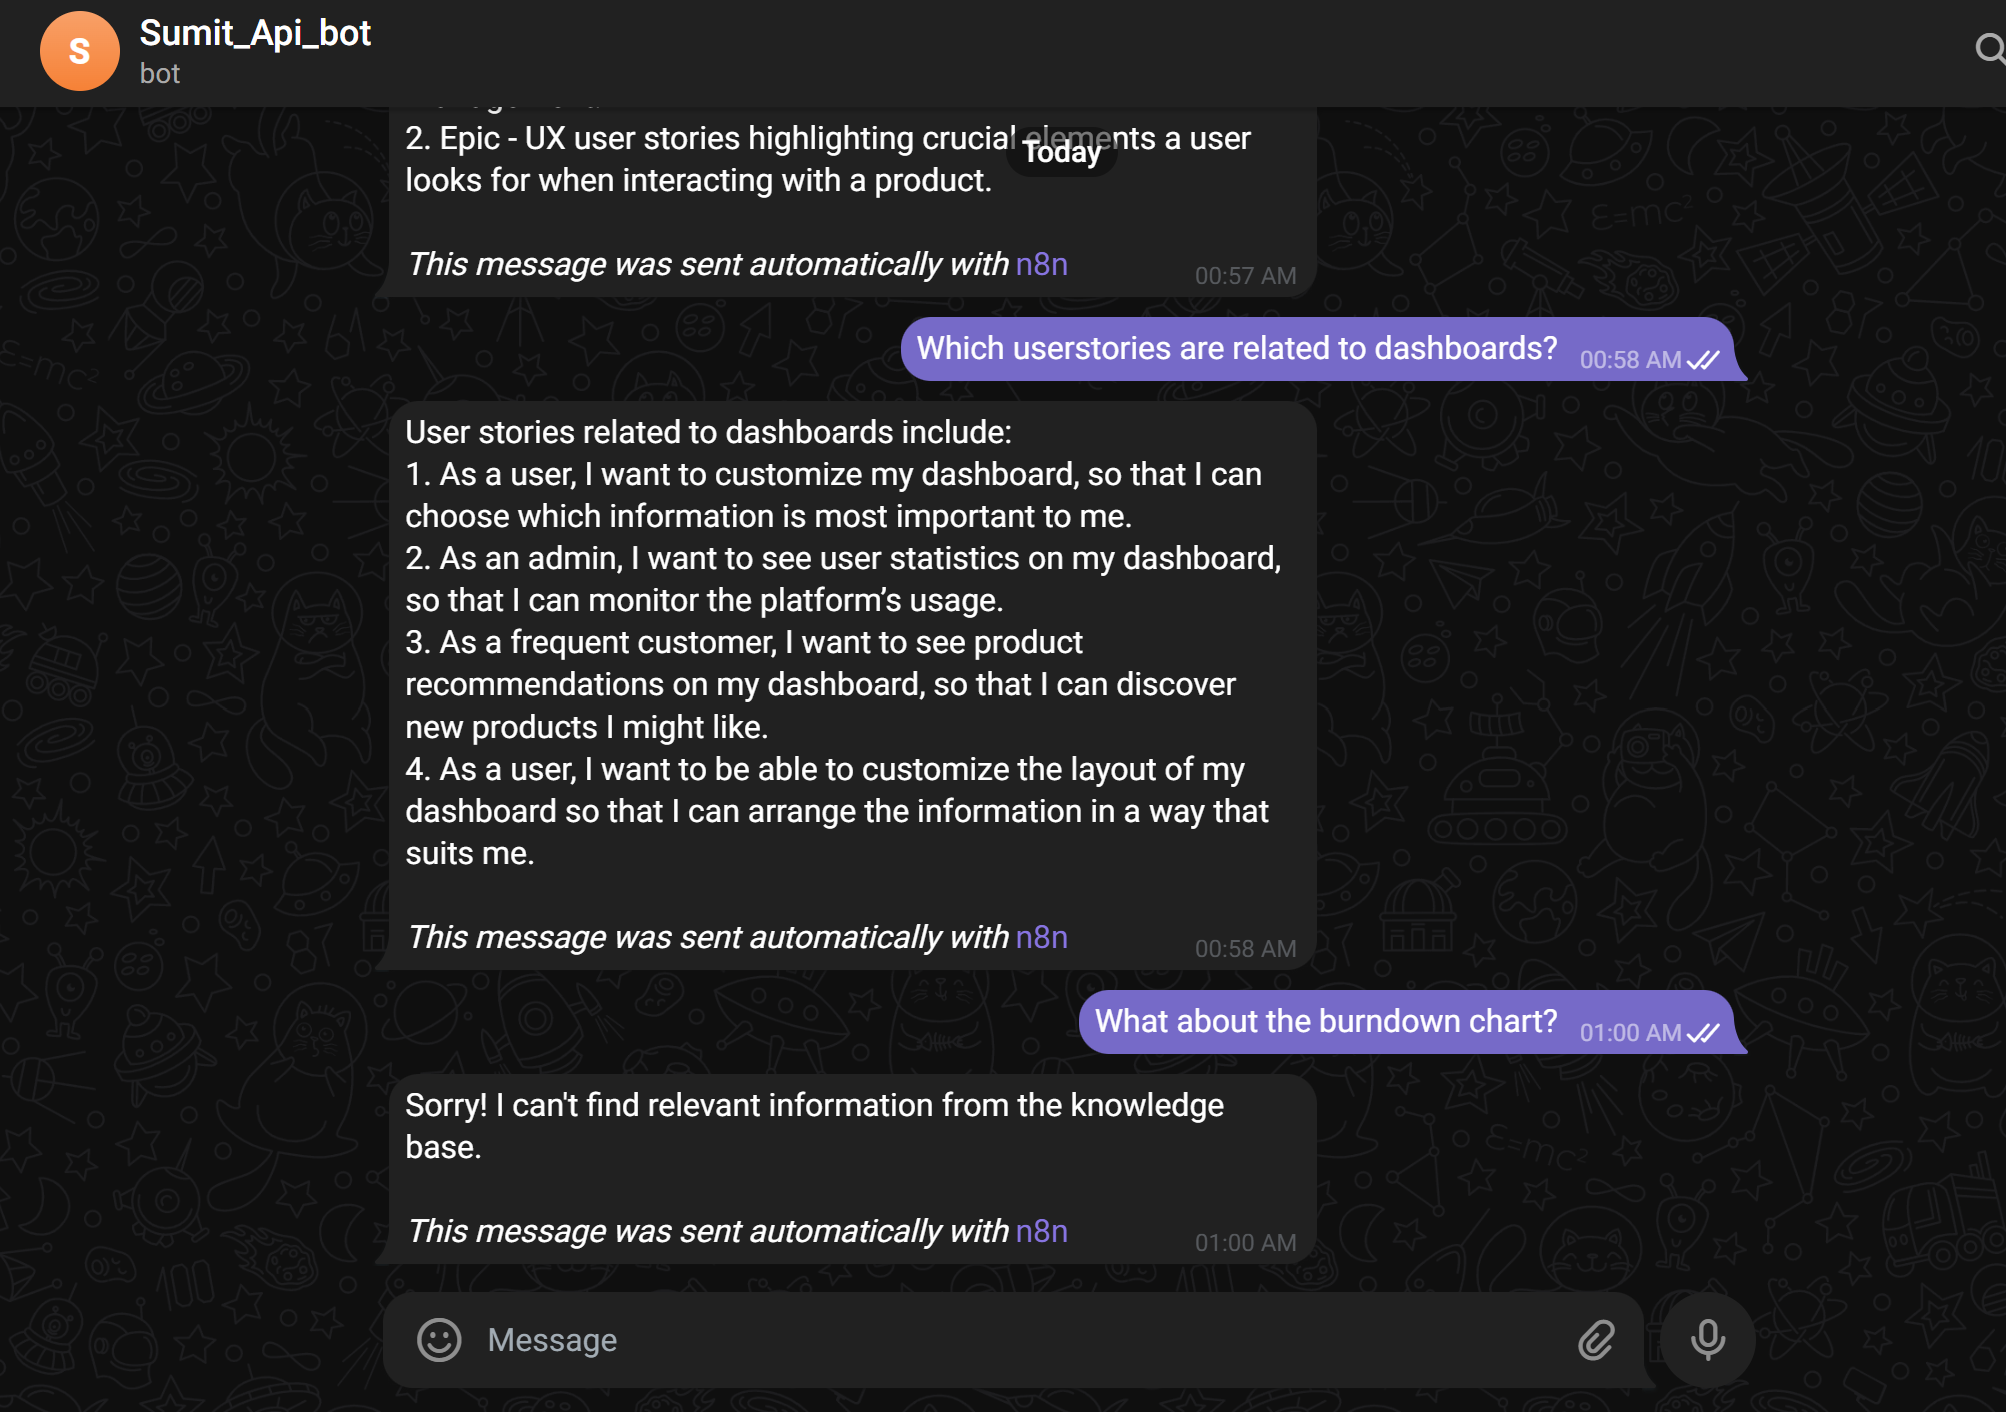 S
Sumit_Api_bot
bot
2. Epic - UX user stories highlighting crucial elements a user
Today
looks for when interacting with a product.
This message was sent automatically with n8n
00:57 AM
Which userstories are related to dashboards?
00:58 AM
User stories related to dashboards include:
1. As a user, I want to customize my dashboard, so that I can
choose which information is most important to me.
2. As an admin, I want to see user statistics on my dashboard,
so that I can monitor the platform’s usage.
3. As a frequent customer, I want to see product
recommendations on my dashboard, so that I can discover
new products I might like.
4. As a user, I want to be able to customize the layout of my
dashboard so that I can arrange the information in a way that
suits me.
This message was sent automatically with n8n
00:58 AM
What about the burndown chart?
01:00 AM
Sorry! I can't find relevant information from the knowledge
base.
This message was sent automatically with n8n
01:00 AM
Message